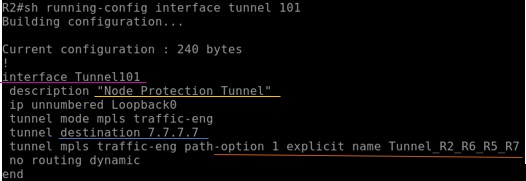 R2#sh running-config interface tunnel 101
Building configuration...
Current configuration : 240 bytes
!
interface Tunnel101
description "Node Protection Tunnel"
ip unnumbered Loopback0
tunnel mode mpls traffic-eng
tunnel destination 7.7.7.7
tunnel mpls traffic-eng path-option 1 explicit name Tunnel_R2_R6_R5_R7
no routing dynamic
end